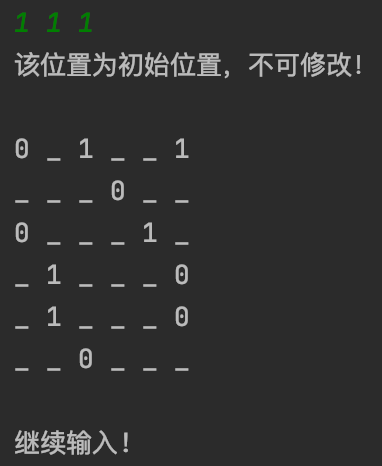 1 1 1
该位置为初始位置，不可修改！
0 _ 1 _ _ 1
_ _ _ 0 _ _
0 _ _ _ 1 _
_ 1 _ _ _ 0
_ 1 _ _ _ 0
_ _ 0 _ _ _
继续输入！